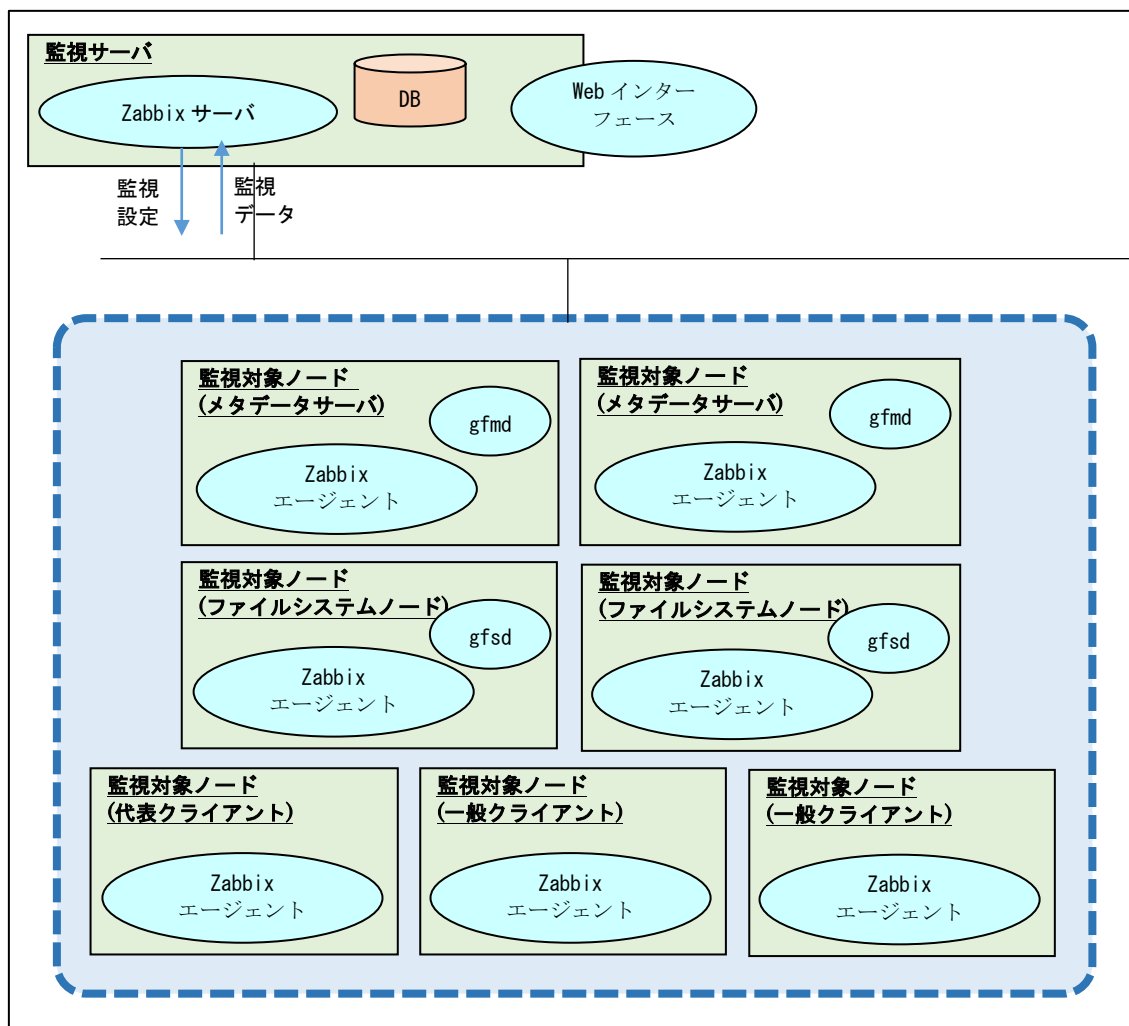 監視サーバ
Zabbix サーバ
DB
Web インター
フェース
監視
設定
監視
データ
監視対象ノード
(メタデータサーバ)
gfmd
Zabbix
エージェント
監視対象ノード
(メタデータサーバ)
gfmd
Zabbix
エージェント
監視対象ノード
(ファイルシステムノード)
gfsd
Zabbix
エージェント
監視対象ノード
(ファイルシステムノード)
gfsd
Zabbix
エージェント
監視対象ノード
(代表クライアント)
Zabbix
エージェント
監視対象ノード
(一般クライアント)
Zabbix
エージェント
監視対象ノード
(一般クライアント)
Zabbix
エージェント